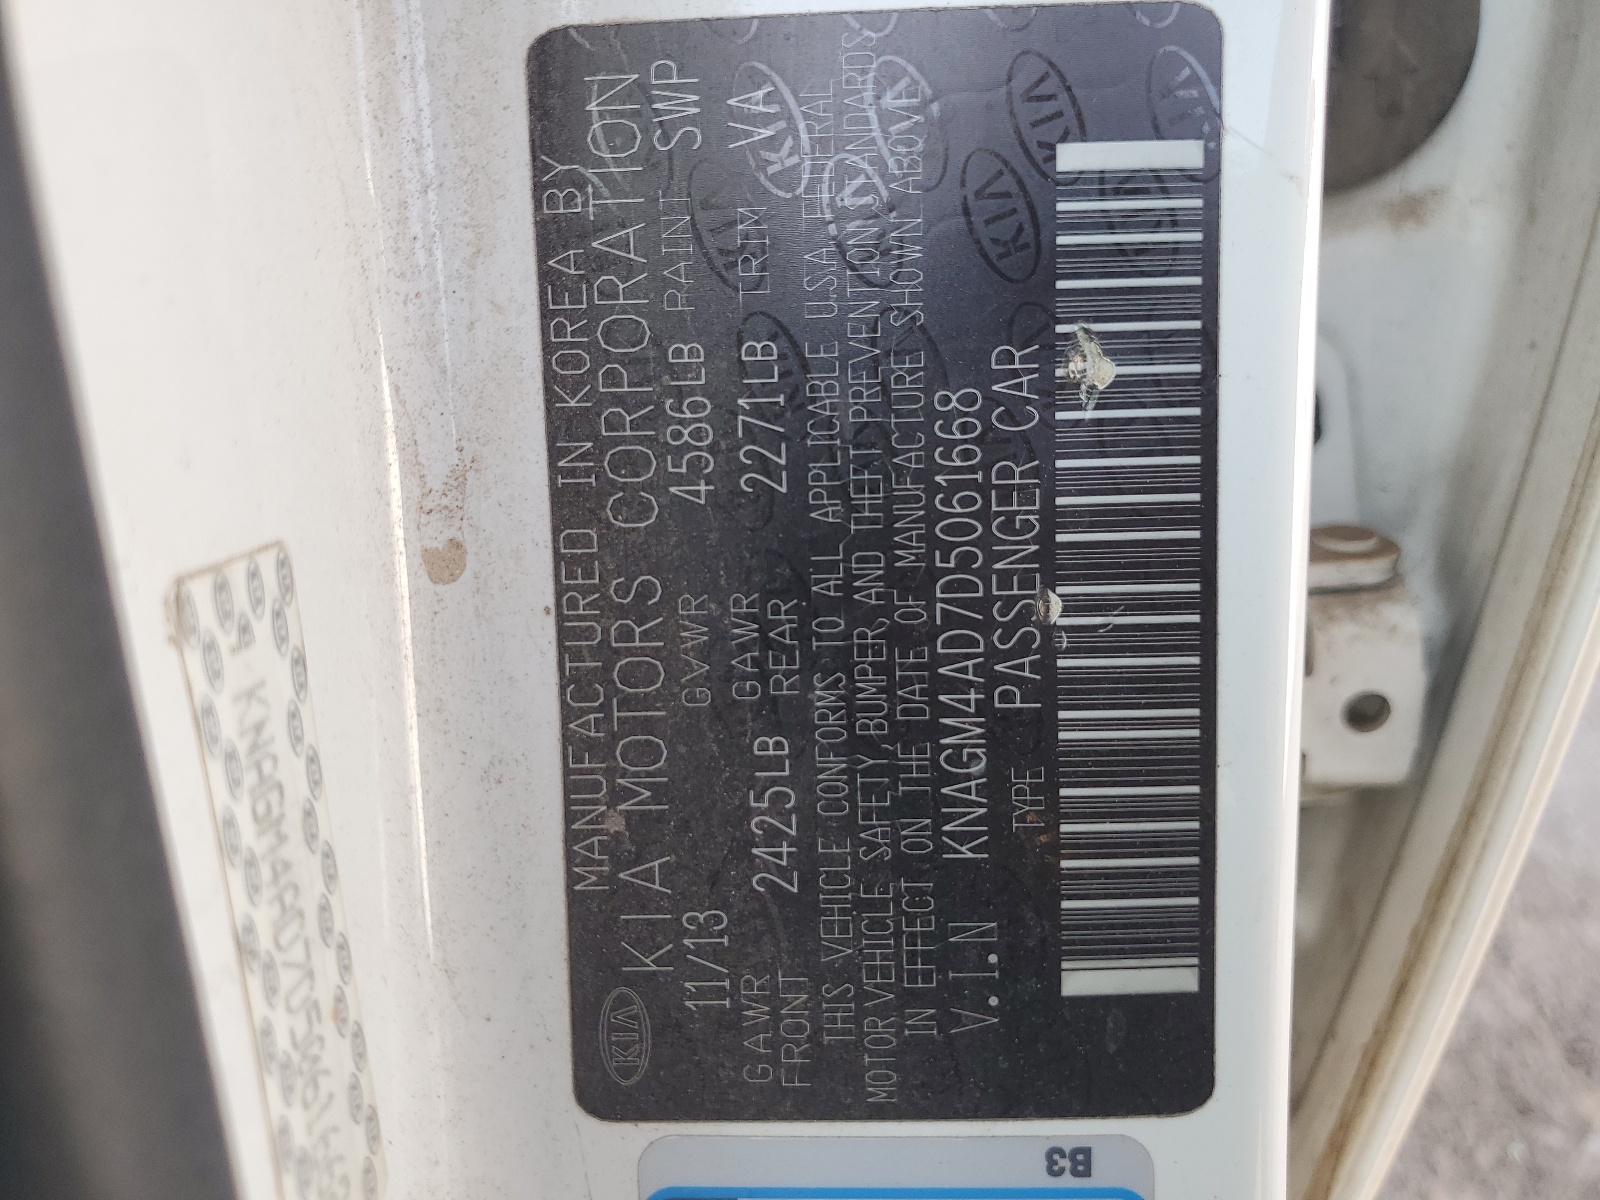 MANUFACTURED IN KOREA BY
KIA KIA MOTORS CORPORATION
11/13 GVWR 4586LB PAINT SWP
GAWR FRONT 2425LB GAWR REAR 2271LB TRIM VA
THIS VEHICLE CONFORMS TO ALL APPLICABLE U.S.A FEDERAL
MOTOR VEHICLE SAFETY, BUMPER, AND THEFT PREVENTION STANDARDS
IN EFFECT ON THE DATE OF MANUFACTURE SHOWN ABOVE
V.I.N KNAGM4AD7D5061668
TYPE PASSENGER CAR
B3
KNAGM4AD7D5061668